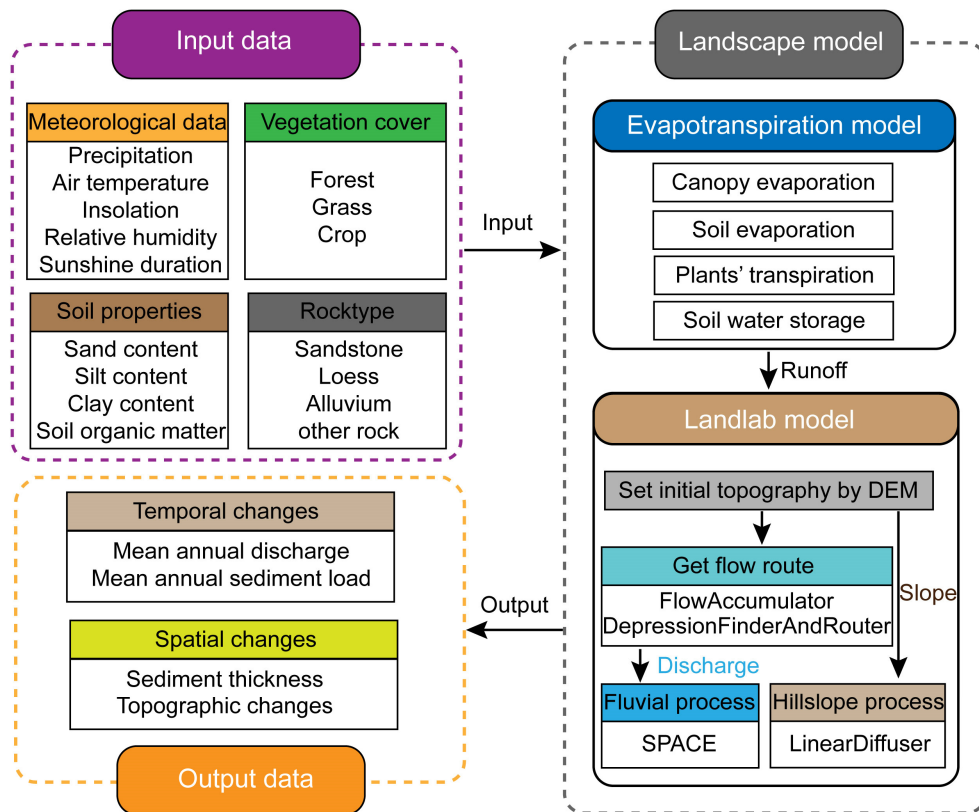 Input data
Meteorological data
Precipitation
Air temperature
Insolation
Relative humidity
Sunshine duration
Vegetation cover
Forest
Grass
Crop
Soil properties
Sand content
Silt content
Clay content
Soil organic matter
Rocktype
Sandstone
Loess
Alluvium
other rock
Input
Landscape model
Evapotranspiration model
Canopy evaporation
Soil evaporation
Plants’ transpiration
Soil water storage
Runoff
Landlab model
Set initial topography by DEM
Get flow route
FlowAccumulator
DepressionFinderAndRouter
Slope
Discharge
Fluvial process
SPACE
Hillslope process
LinearDiffuser
Output
Temporal changes
Mean annual discharge
Mean annual sediment load
Spatial changes
Sediment thickness
Topographic changes
Output data